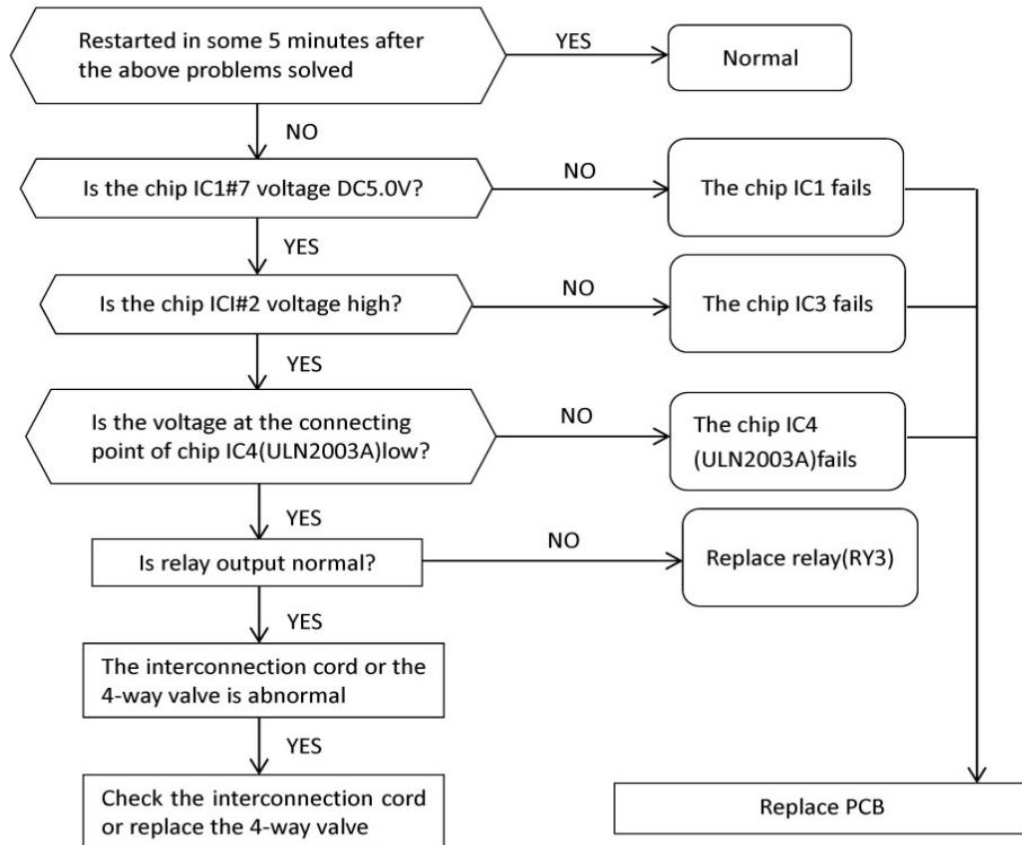 Restarted in some 5 minutes after
the above problems solved
YES
Normal
NO
Is the chip IC1#7 voltage DC5.0V?
NO
The chip IC1 fails
YES
Is the chip ICI#2 voltage high?
NO
The chip IC3 fails
YES
Is the voltage at the connecting
point of chip IC4(ULN2003A)low?
NO
The chip IC4
(ULN2003A)fails
YES
Is relay output normal?
NO
Replace relay(RY3)
YES
The interconnection cord or the
4-way valve is abnormal
YES
Check the interconnection cord
or replace the 4-way valve
Replace PCB